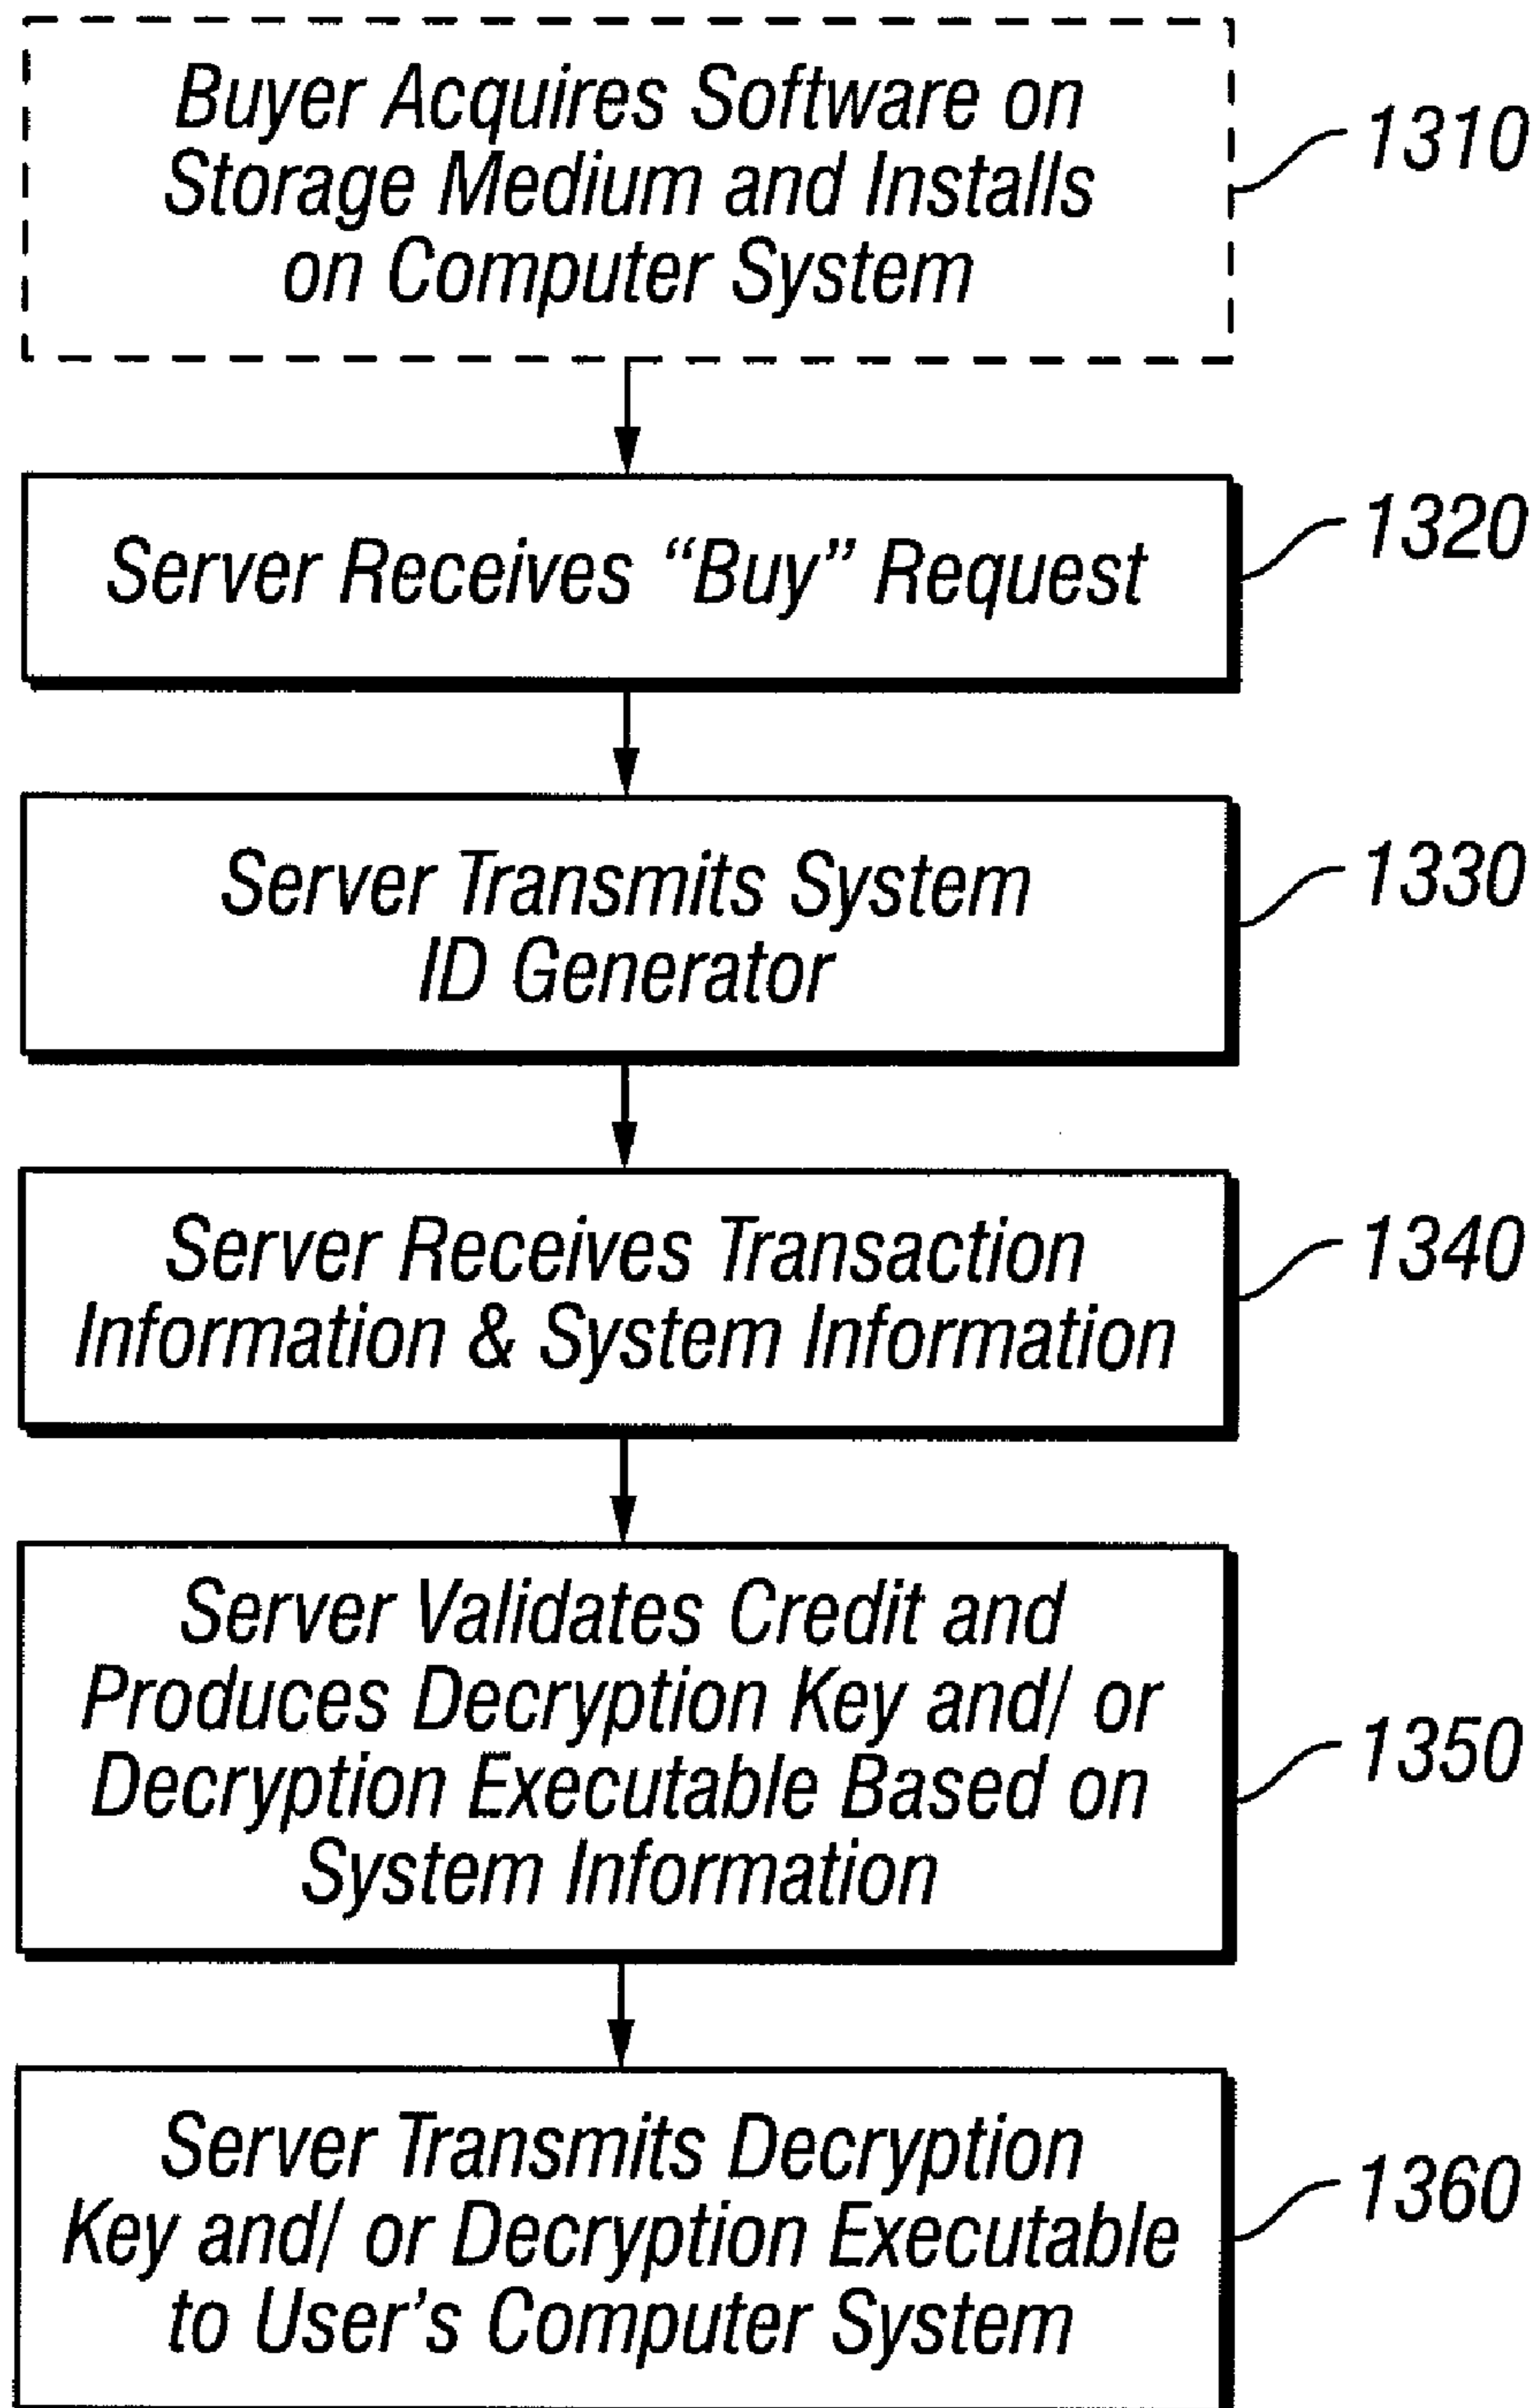 Buyer Acquires Software on
Storage Medium and Installs
on Computer System
1310
Server Receives “Buy” Request
1320
Server Transmits System
ID Generator
1330
Server Receives Transaction
Information & System Information
1340
Server Validates Credit and
Produces Decryption Key and/ or
Decryption Executable Based on
System Information
1350
Server Transmits Decryption
Key and/ or Decryption Executable
to User’s Computer System
1360